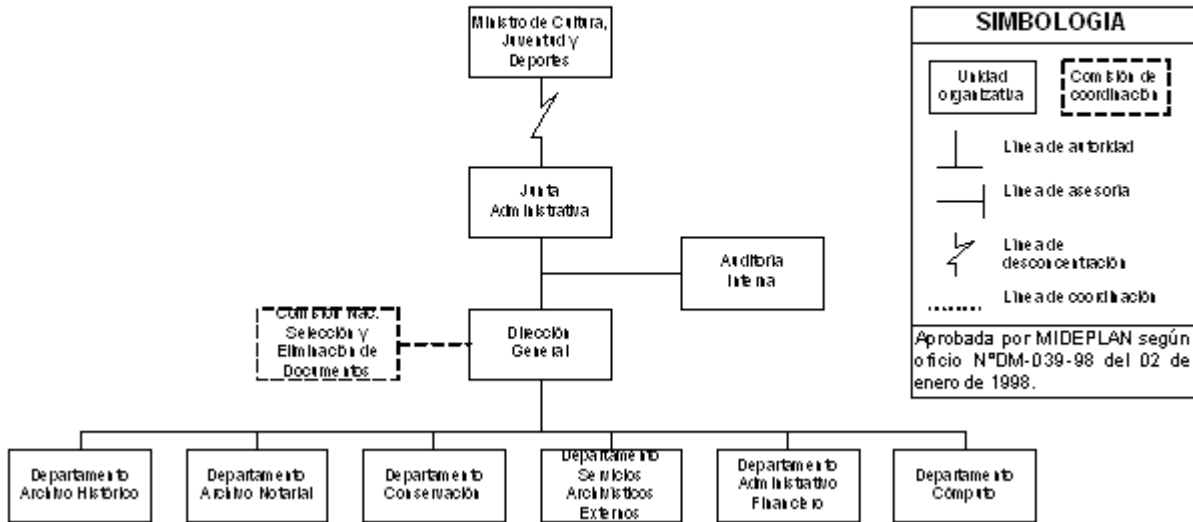 Ministro de Cultura,
Juventud y
Deportes
Junta
Administrativa
Auditoría
Interna
Comisión Nac.
Selección y
Eliminación de
Documentos
Dirección
General
Departamento
Archivo Histórico
Departamento
Archivo Notarial
Departamento
Conservación
Departamento
Servicios
Archivísticos
Externos
Departamento
Administrativo
Financiero
Departamento
Cómputo
SIMBOLOGIA
Unidad
organizativa
Comisión de
coordinación
Línea de autoridad
Línea de asesoría
Línea de
desconcentración
Línea de coordinación
Aprobada por MIDEPLAN según
oficio N°DM-039-98 del 02 de
enero de 1998.